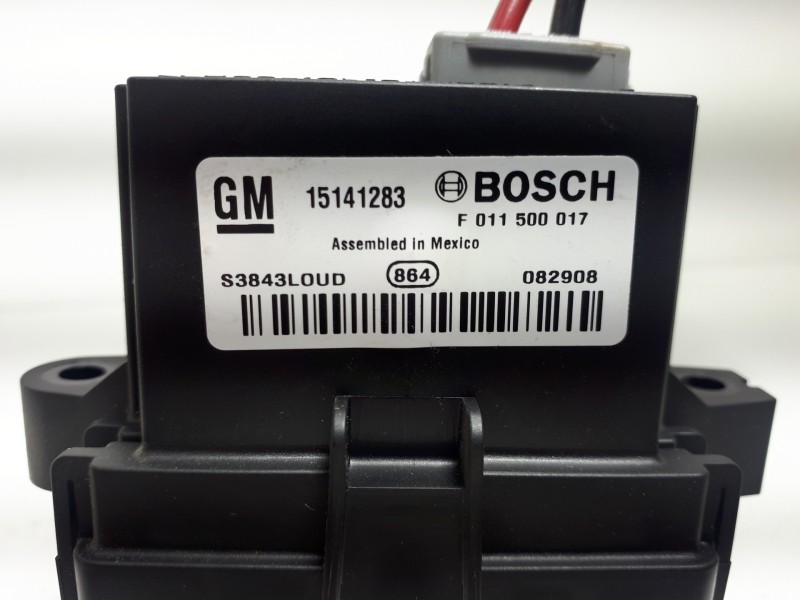 GM 15141283 BOSCH
F 011 500 017
Assembled in Mexico
S3843LOUD 864 082908